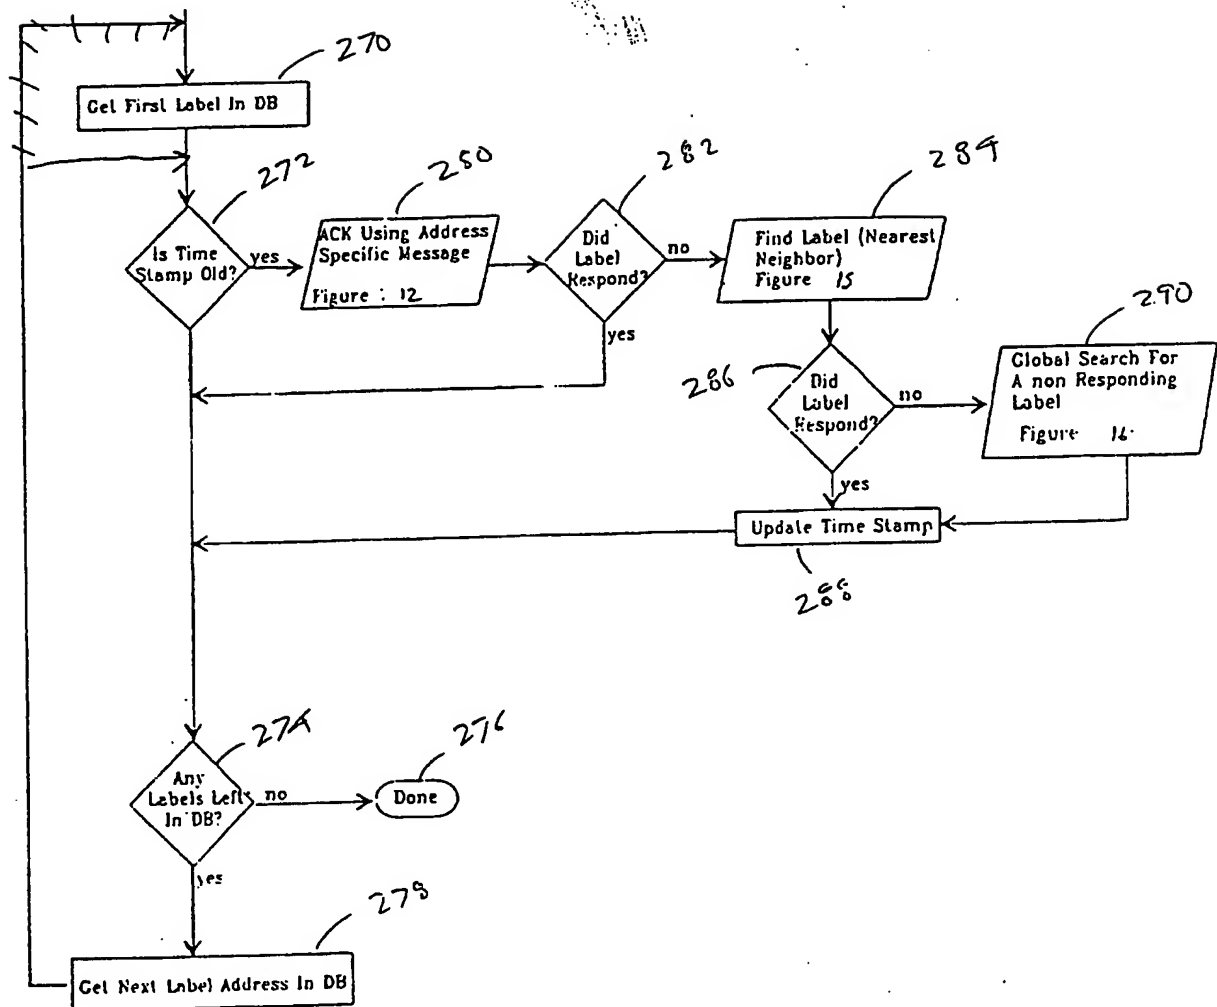 270
Get First Label In DB
272
280
282
284
Is Time
Stamp Old?
yes
ACK Using Address
Specific Message
Figure : 12
Did
Label
Respond?
no
yes
Find Label (Nearest
Neighbor)
Figure 15
286
Did
Label
Respond?
no
yes
290
Global Search For
A non Responding
Label
Figure 16
Update Time Stamp
288
274
Any
Labels Left
In DB?
no
276
Done
yes
278
Get Next Label Address In DB